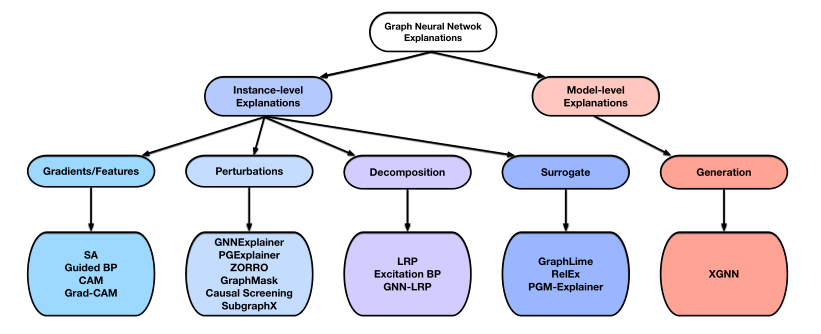 Graph Neural Netwok
Explanations
Instance-level
Explanations
Model-level
Explanations
Gradients/Features
Perturbations
Decomposition
Surrogate
Generation
SA
Guided BP
CAM
Grad-CAM
GNNExplainer
PGExplainer
ZORRO
GraphMask
Causal Screening
SubgraphX
LRP
Excitation BP
GNN-LRP
GraphLime
RelEx
PGM-Explainer
XGNN